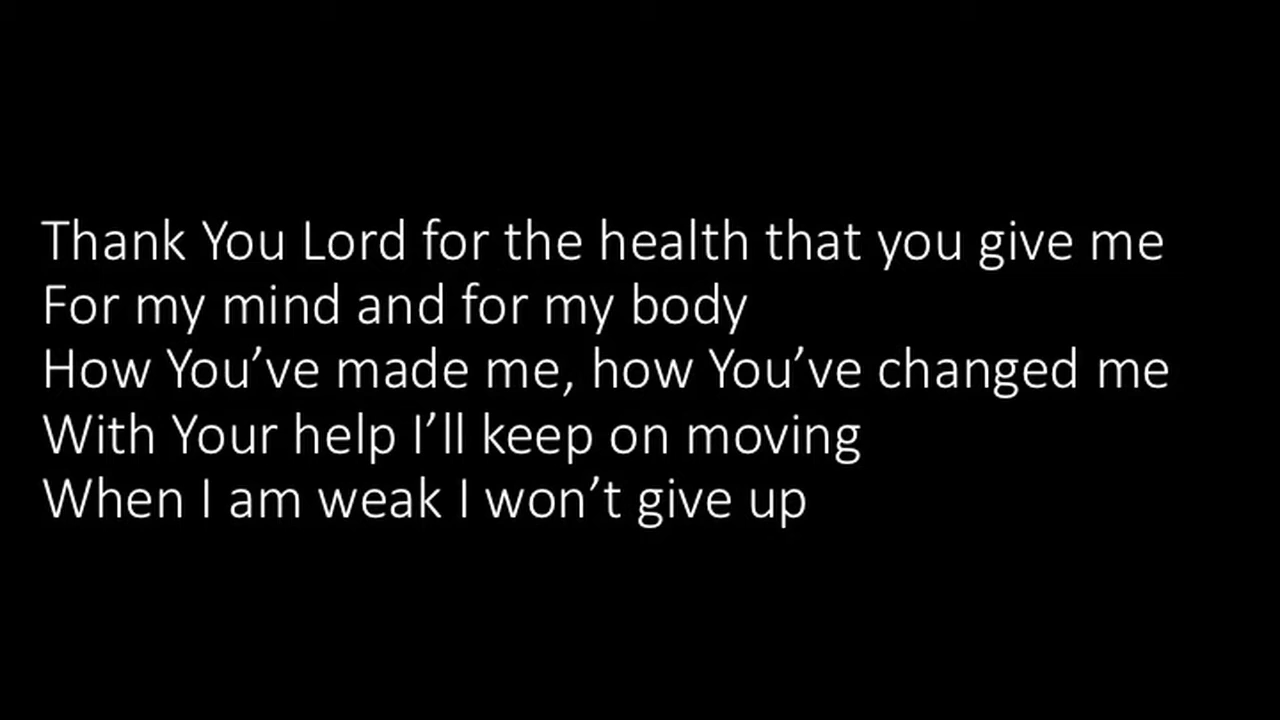 Thank You Lord for the health that you give me
For my mind and for my body
How You’ve made me, how You’ve changed me
With Your help I’ll keep on moving
When I am weak I won’t give up